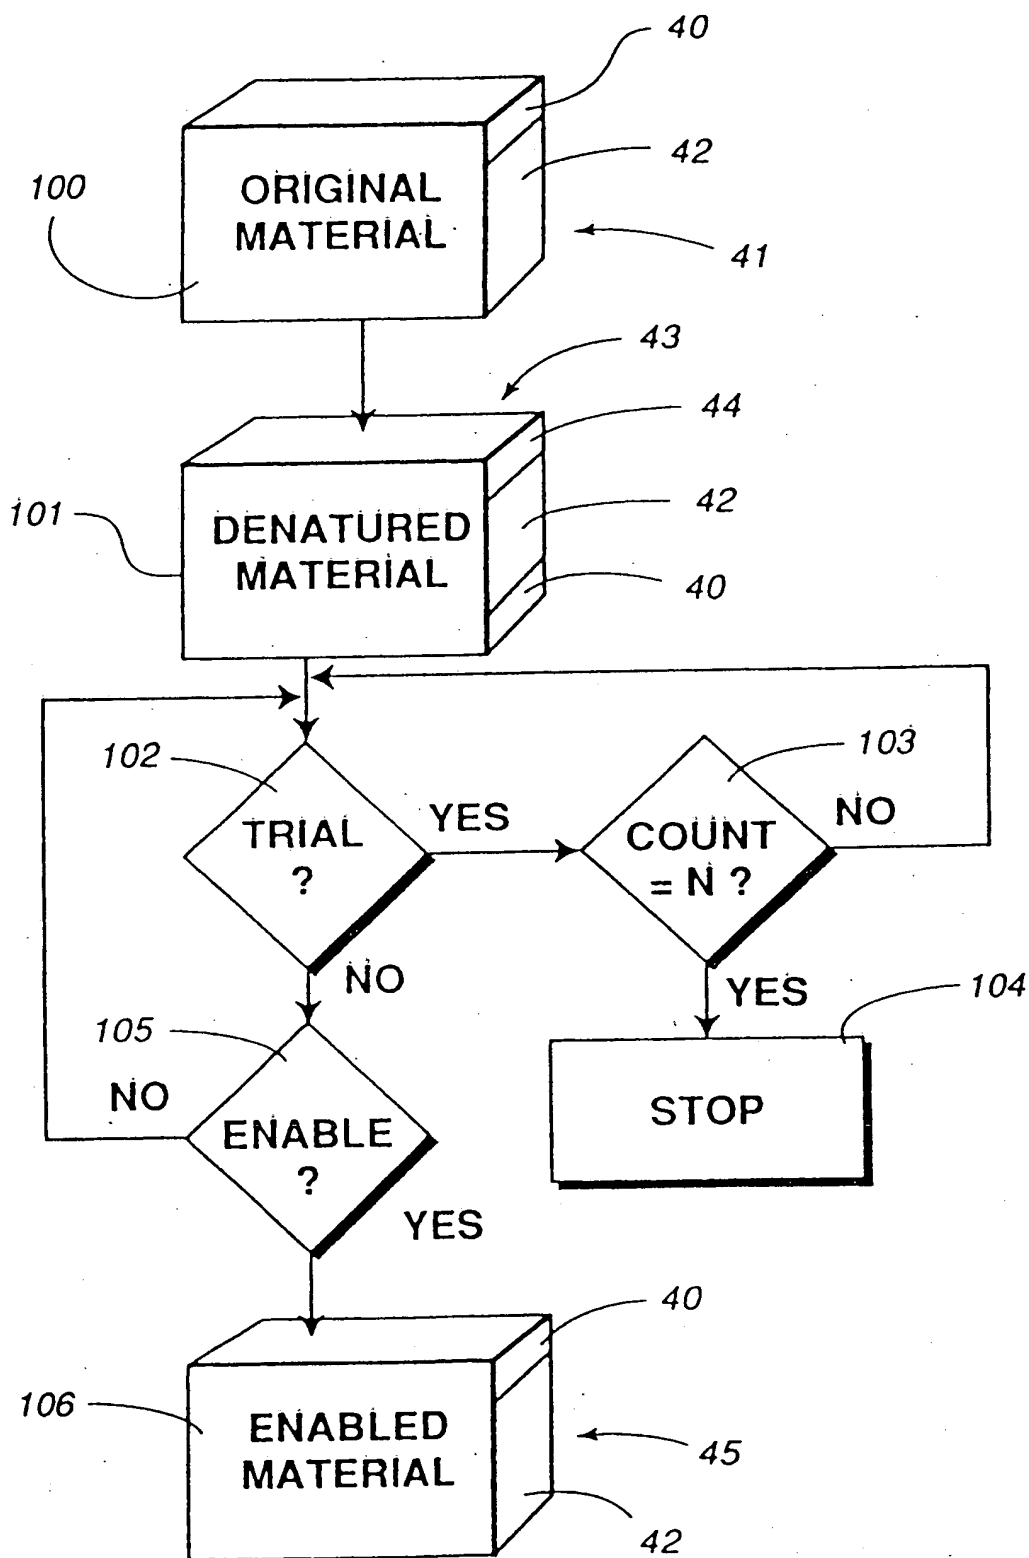 40
ORIGINAL
MATERIAL
42
100
41
43
44
DENATURED
MATERIAL
42
101
40
102
103
TRIAL
?
YES
COUNT
= N ?
NO
NO
YES
104
105
NO
STOP
ENABLE
?
YES
40
106
ENABLED
MATERIAL
45
42